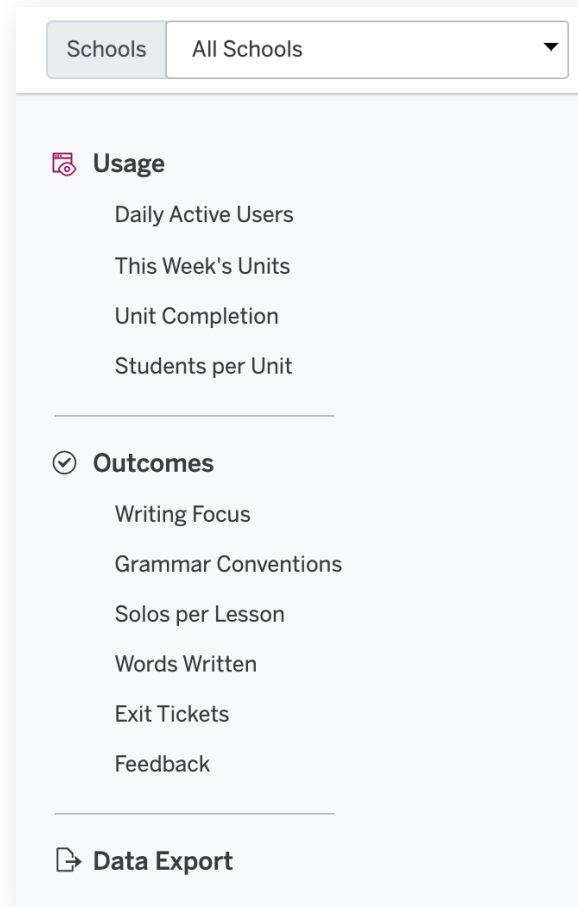 Schools All Schools
Usage
Daily Active Users
This Week's Units
Unit Completion
Students per Unit
Outcomes
Writing Focus
Grammar Conventions
Solos per Lesson
Words Written
Exit Tickets
Feedback
Data Export